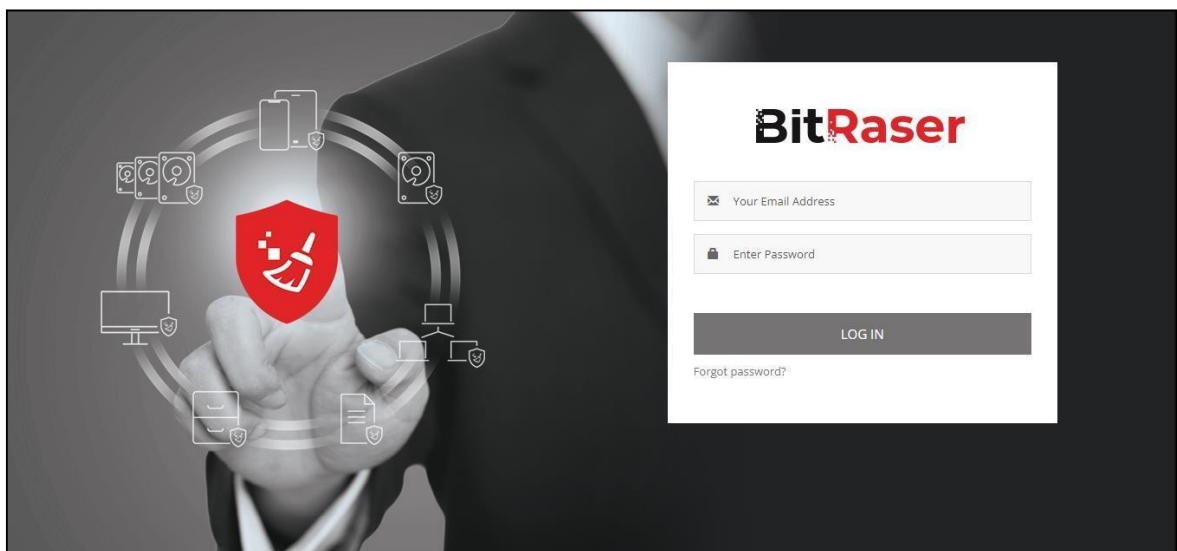 BitRaser
Your Email Address
Enter Password
LOG IN
Forgot password?